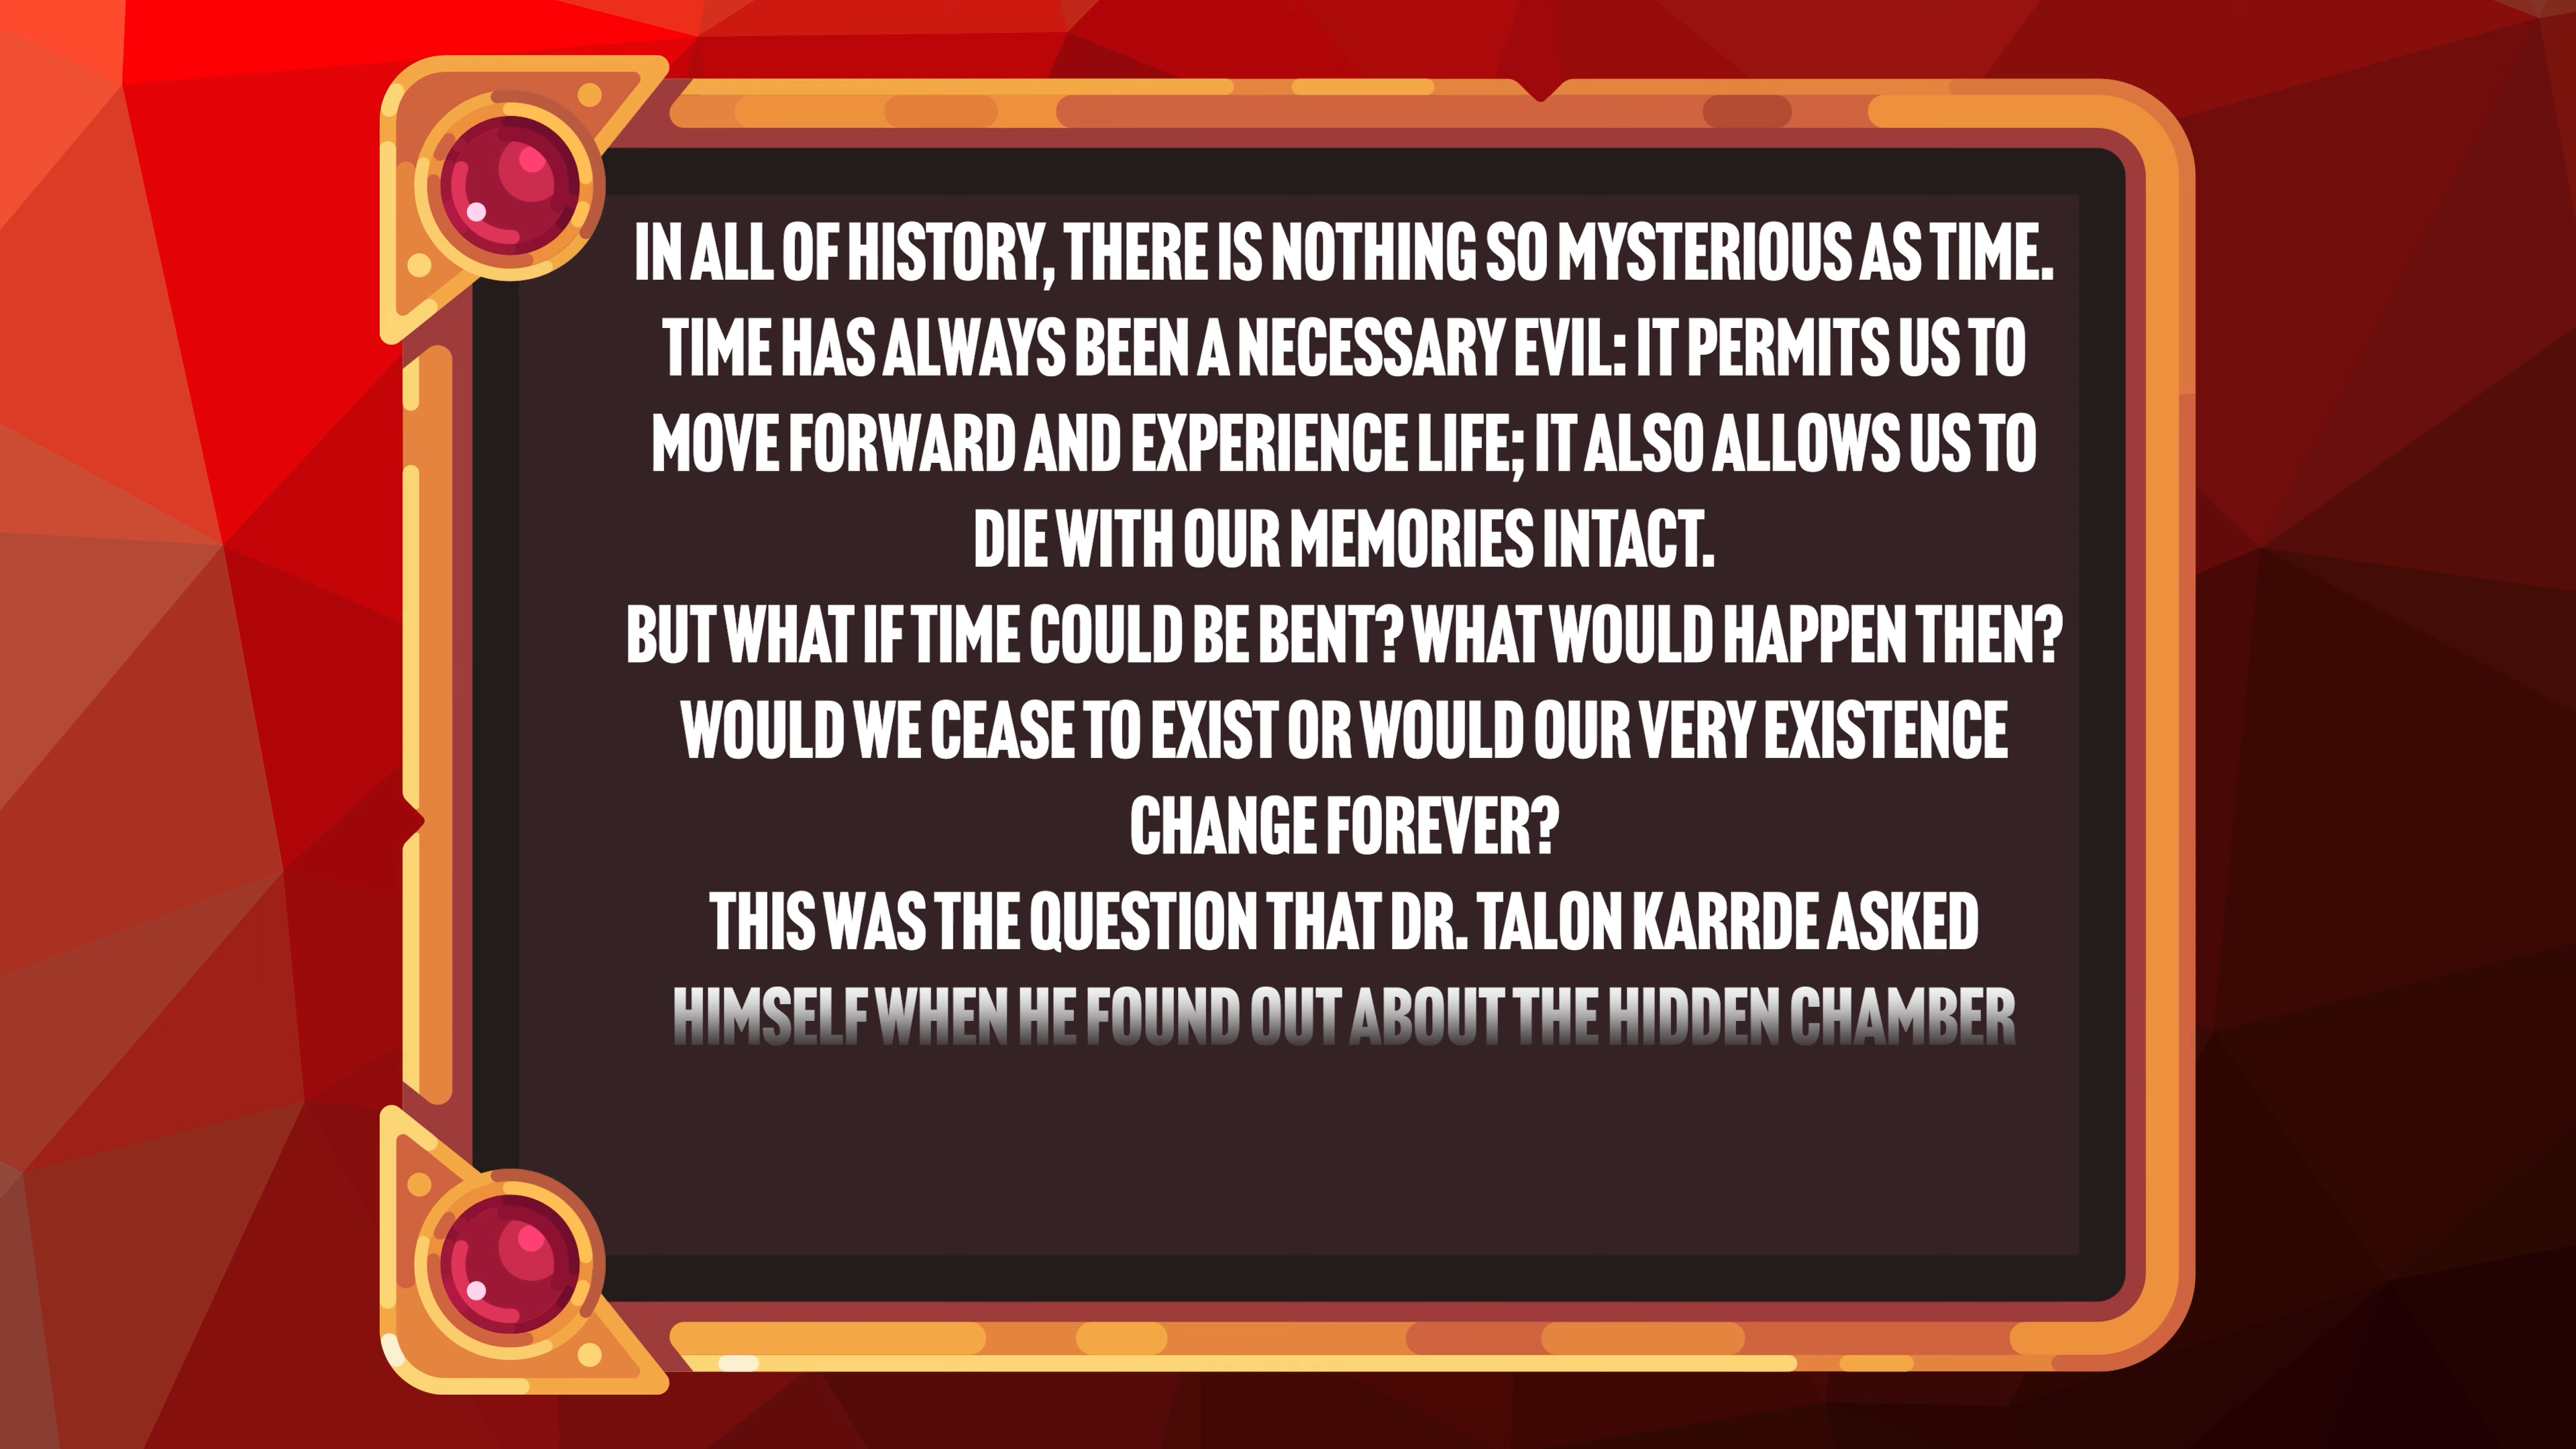 IN ALL OF HISTORY, THERE IS NOTHING SO MYSTERIOUS AS TIME.
TIME HAS ALWAYS BEEN A NECESSARY EVIL: IT PERMITS US TO
MOVE FORWARD AND EXPERIENCE LIFE; IT ALSO ALLOWS US TO
DIE WITH OUR MEMORIES INTACT.
BUT WHAT IF TIME COULD BE BENT? WHAT WOULD HAPPEN THEN?
WOULD WE CEASE TO EXIST OR WOULD OUR VERY EXISTENCE
CHANGE FOREVER?
THIS WAS THE QUESTION THAT DR. TALON KARRDE ASKED
HIMSELF WHEN HE FOUND OUT ABOUT THE HIDDEN CHAMBER